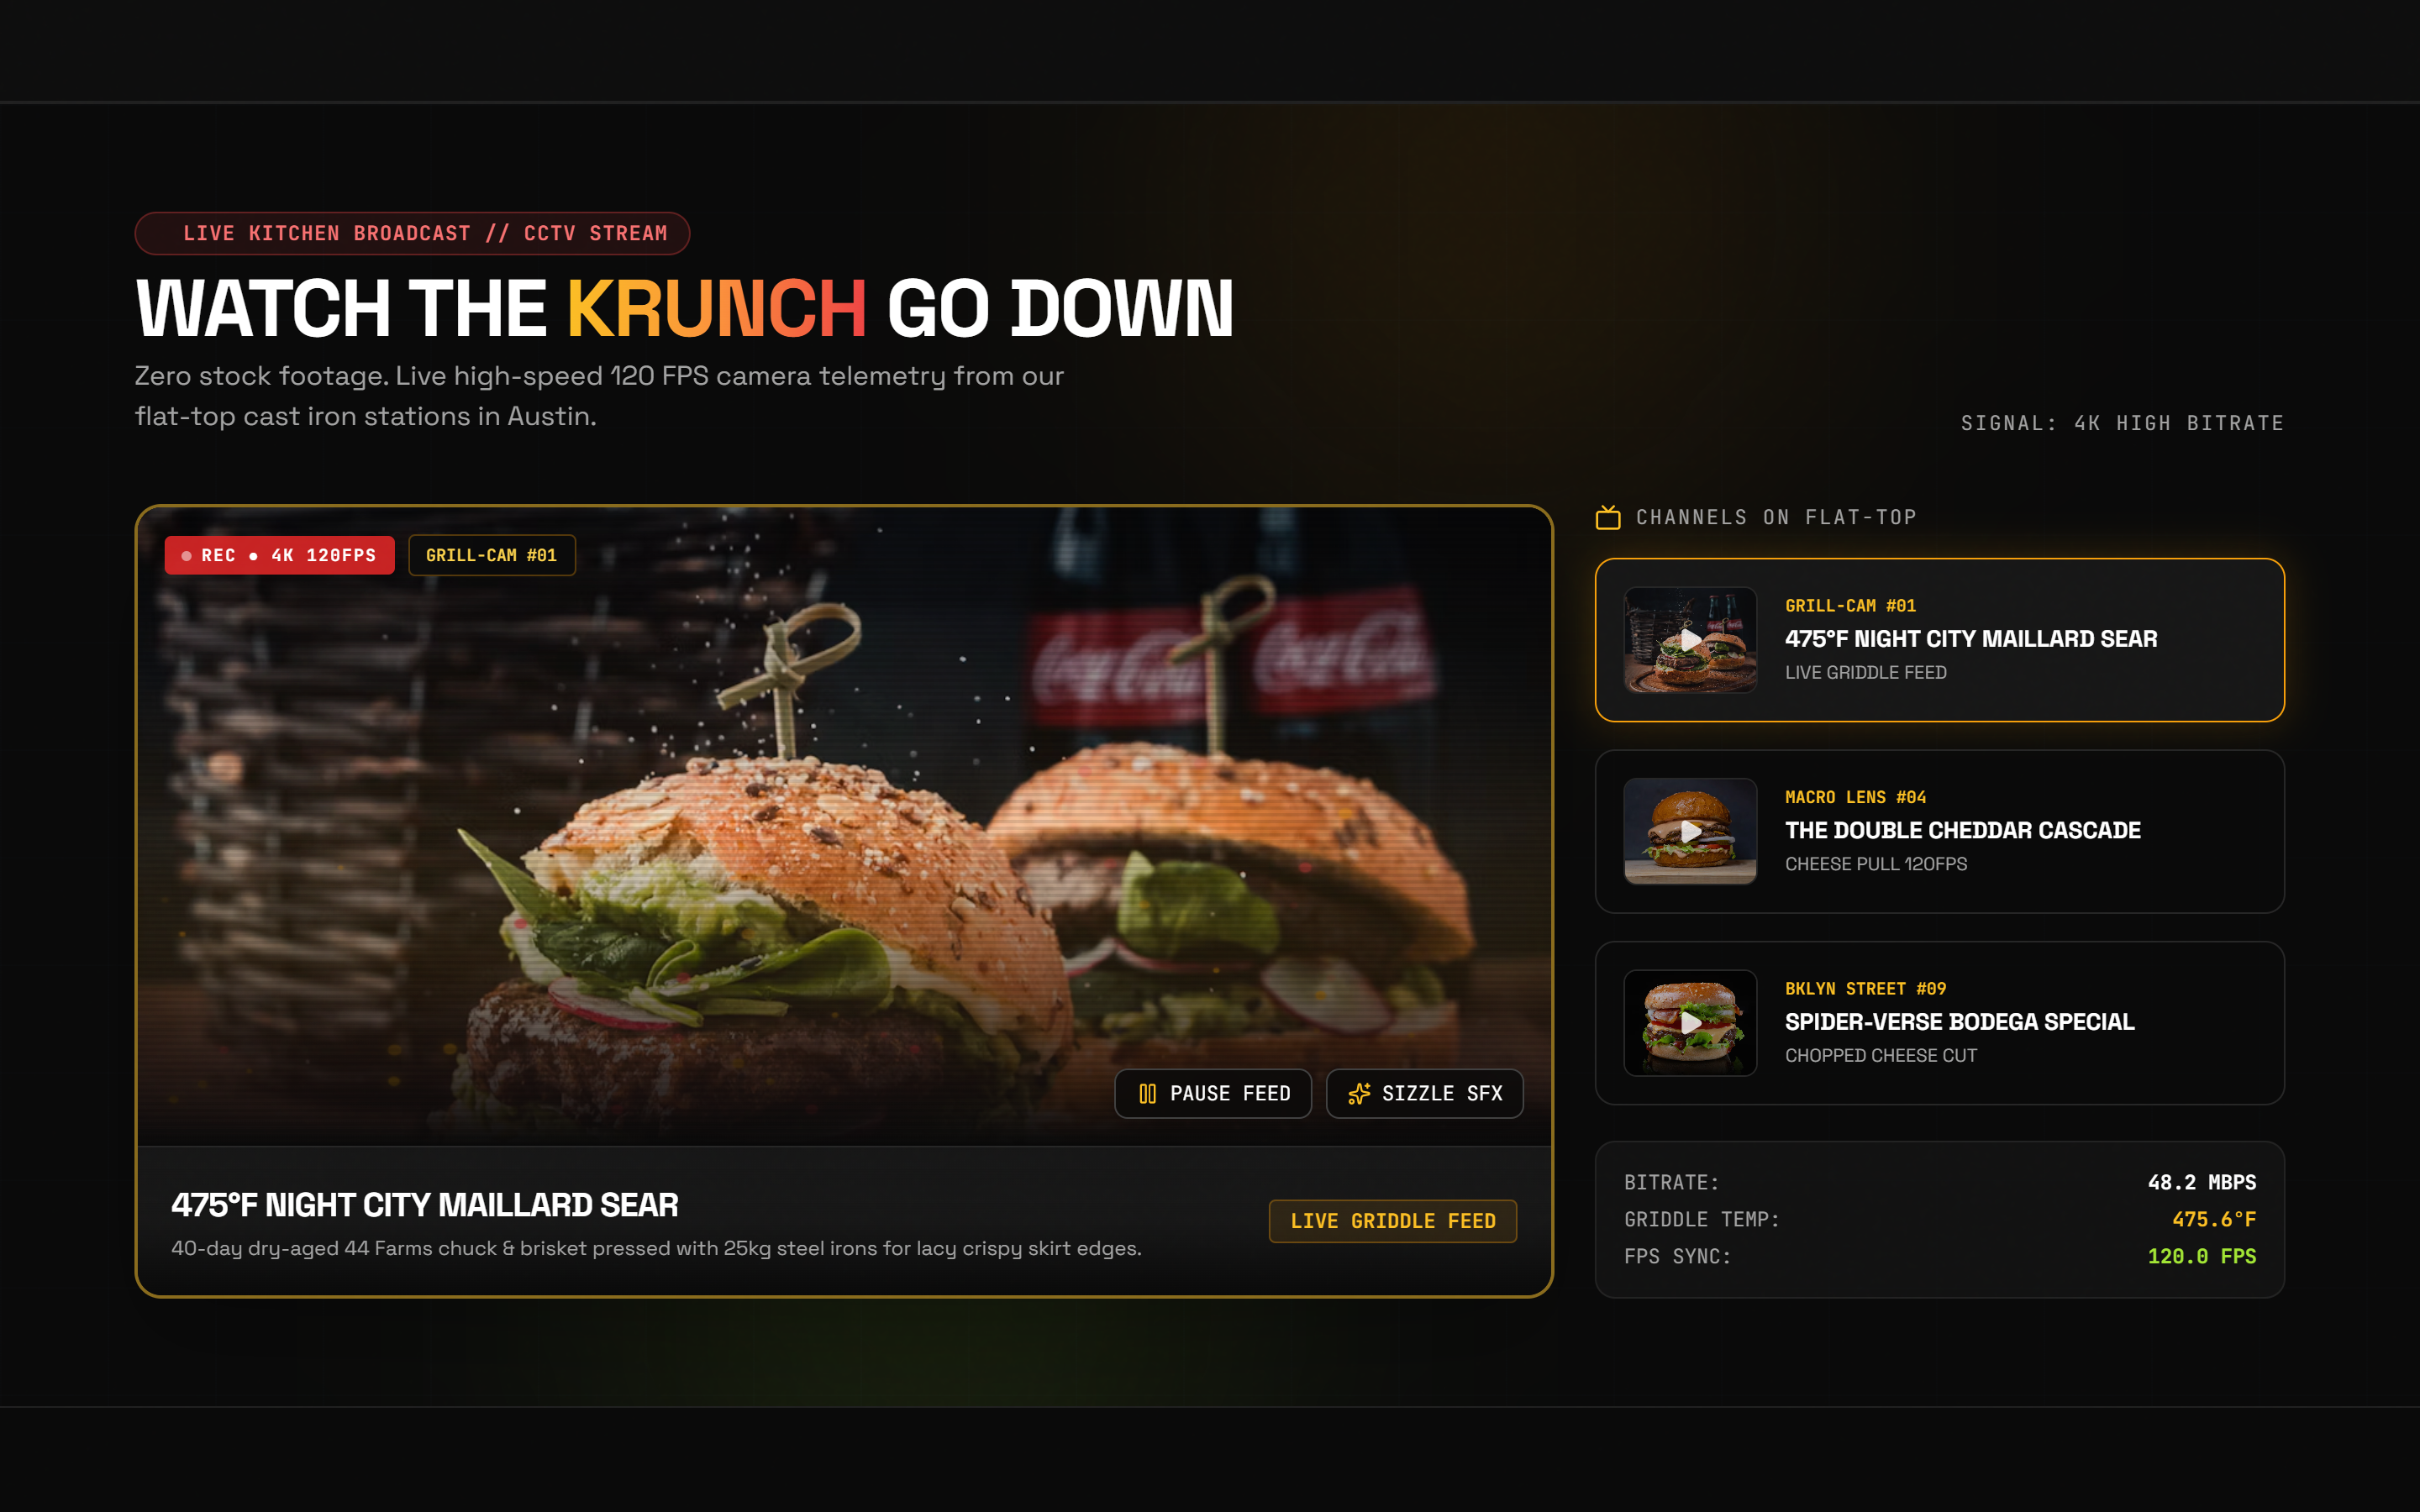 LIVE KITCHEN BROADCAST // CCTV STREAM
WATCH THE KRUNCH GO DOWN
Zero stock footage. Live high-speed 120 FPS camera telemetry from our
flat-top cast iron stations in Austin.
SIGNAL: 4K HIGH BITRATE
REC ● 4K 120FPS
GRILL-CAM #01
Coca-Cola
Coca-Cola
PAUSE FEED
SIZZLE SFX
475°F NIGHT CITY MAILLARD SEAR
40-day dry-aged 44 Farms chuck & brisket pressed with 25kg steel irons for lacy crispy skirt edges.
LIVE GRIDDLE FEED
CHANNELS ON FLAT-TOP
GRILL-CAM #01
475°F NIGHT CITY MAILLARD SEAR
LIVE GRIDDLE FEED
MACRO LENS #04
THE DOUBLE CHEDDAR CASCADE
CHEESE PULL 120FPS
BKLYN STREET #09
SPIDER-VERSE BODEGA SPECIAL
CHOPPED CHEESE CUT
BITRATE: 48.2 MBPS
GRIDDLE TEMP: 475.6°F
FPS SYNC: 120.0 FPS